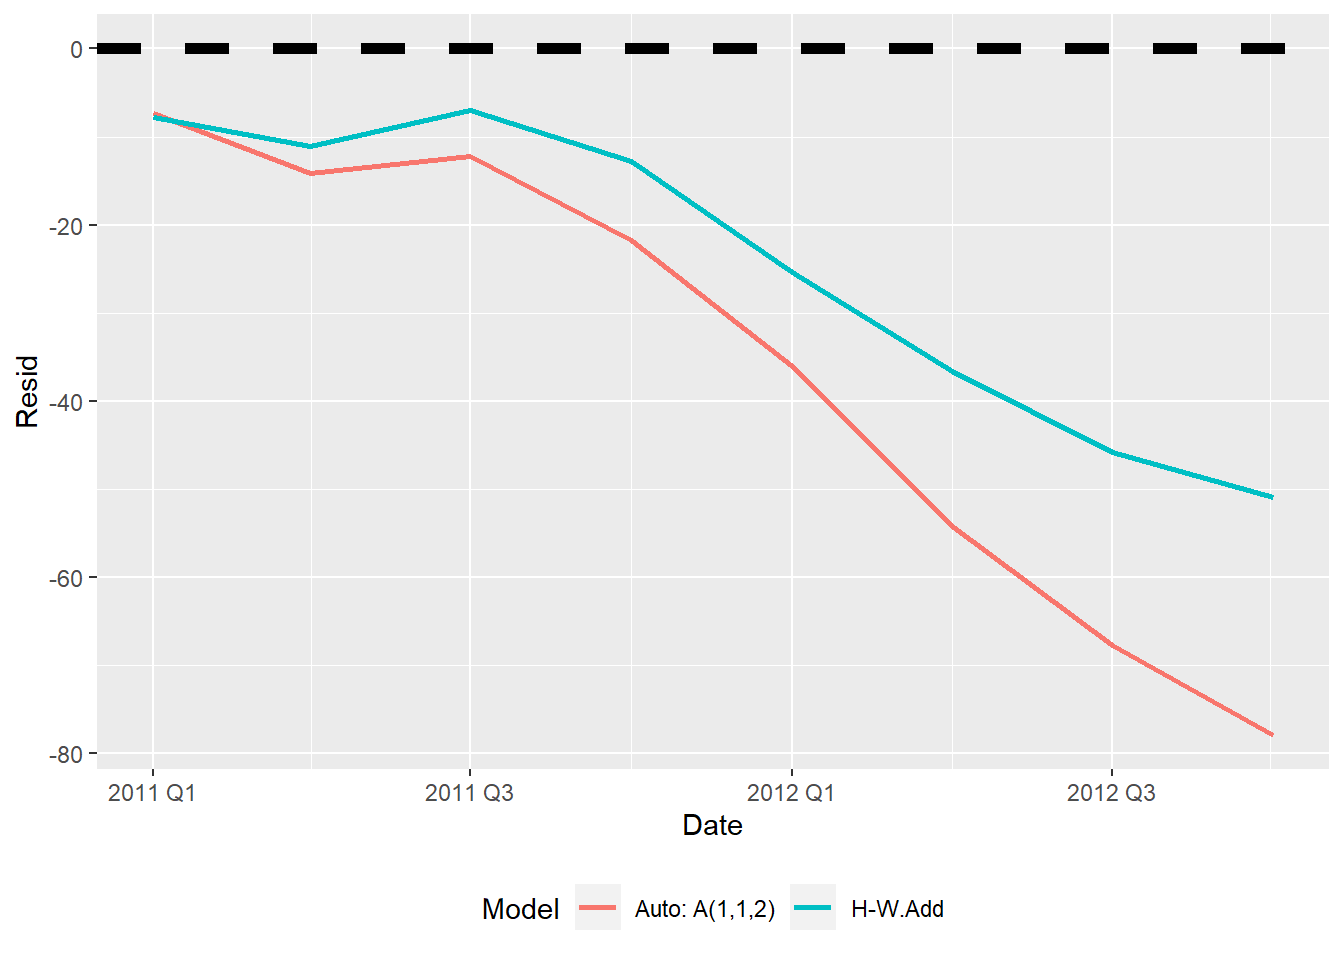 0
-20
-40
-60
-80
Resid
2011 Q1 2011 Q3 2012 Q1 2012 Q3
Date
Model Auto: A(1,1,2) H-W.Add